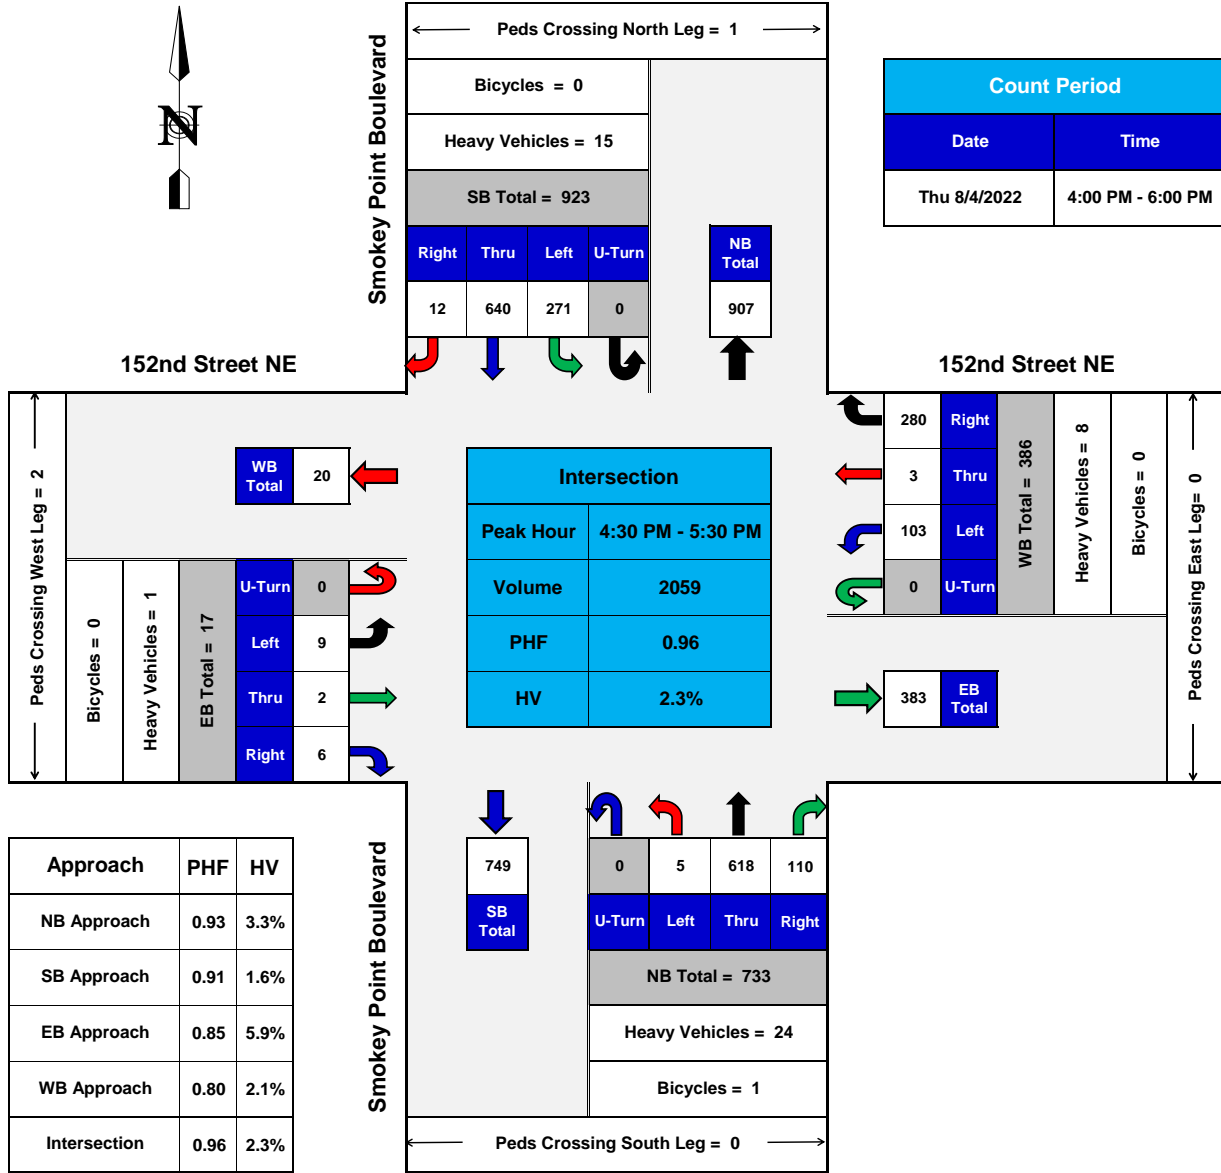 Peds Crossing North Leg = 1
Smokey Point Boulevard
Bicycles = 0
Heavy Vehicles = 15
SB Total = 923
Right Thru Left U-Turn
12 640 271 0
NB
Total
907
N
Count Period
Date Time
Thu 8/4/2022 4:00 PM - 6:00 PM
152nd Street NE
152nd Street NE
Peds Crossing West Leg = 2
WB
Total
20
Bicycles = 0
Heavy Vehicles = 1
EB Total = 17
U-Turn 0
Left 9
Thru 2
Right 6
Intersection
Peak Hour 4:30 PM - 5:30 PM
Volume 2059
PHF 0.96
HV 2.3%
280 Right
3 Thru
103 Left
0 U-Turn
WB Total = 386
Heavy Vehicles = 8
Bicycles = 0
Peds Crossing East Leg= 0
383
EB
Total
Approach PHF HV
NB Approach 0.93 3.3%
SB Approach 0.91 1.6%
EB Approach 0.85 5.9%
WB Approach 0.80 2.1%
Intersection 0.96 2.3%
Smokey Point Boulevard
749
SB
Total
0 5 618 110
U-Turn Left Thru Right
NB Total = 733
Heavy Vehicles = 24
Bicycles = 1
Peds Crossing South Leg = 0